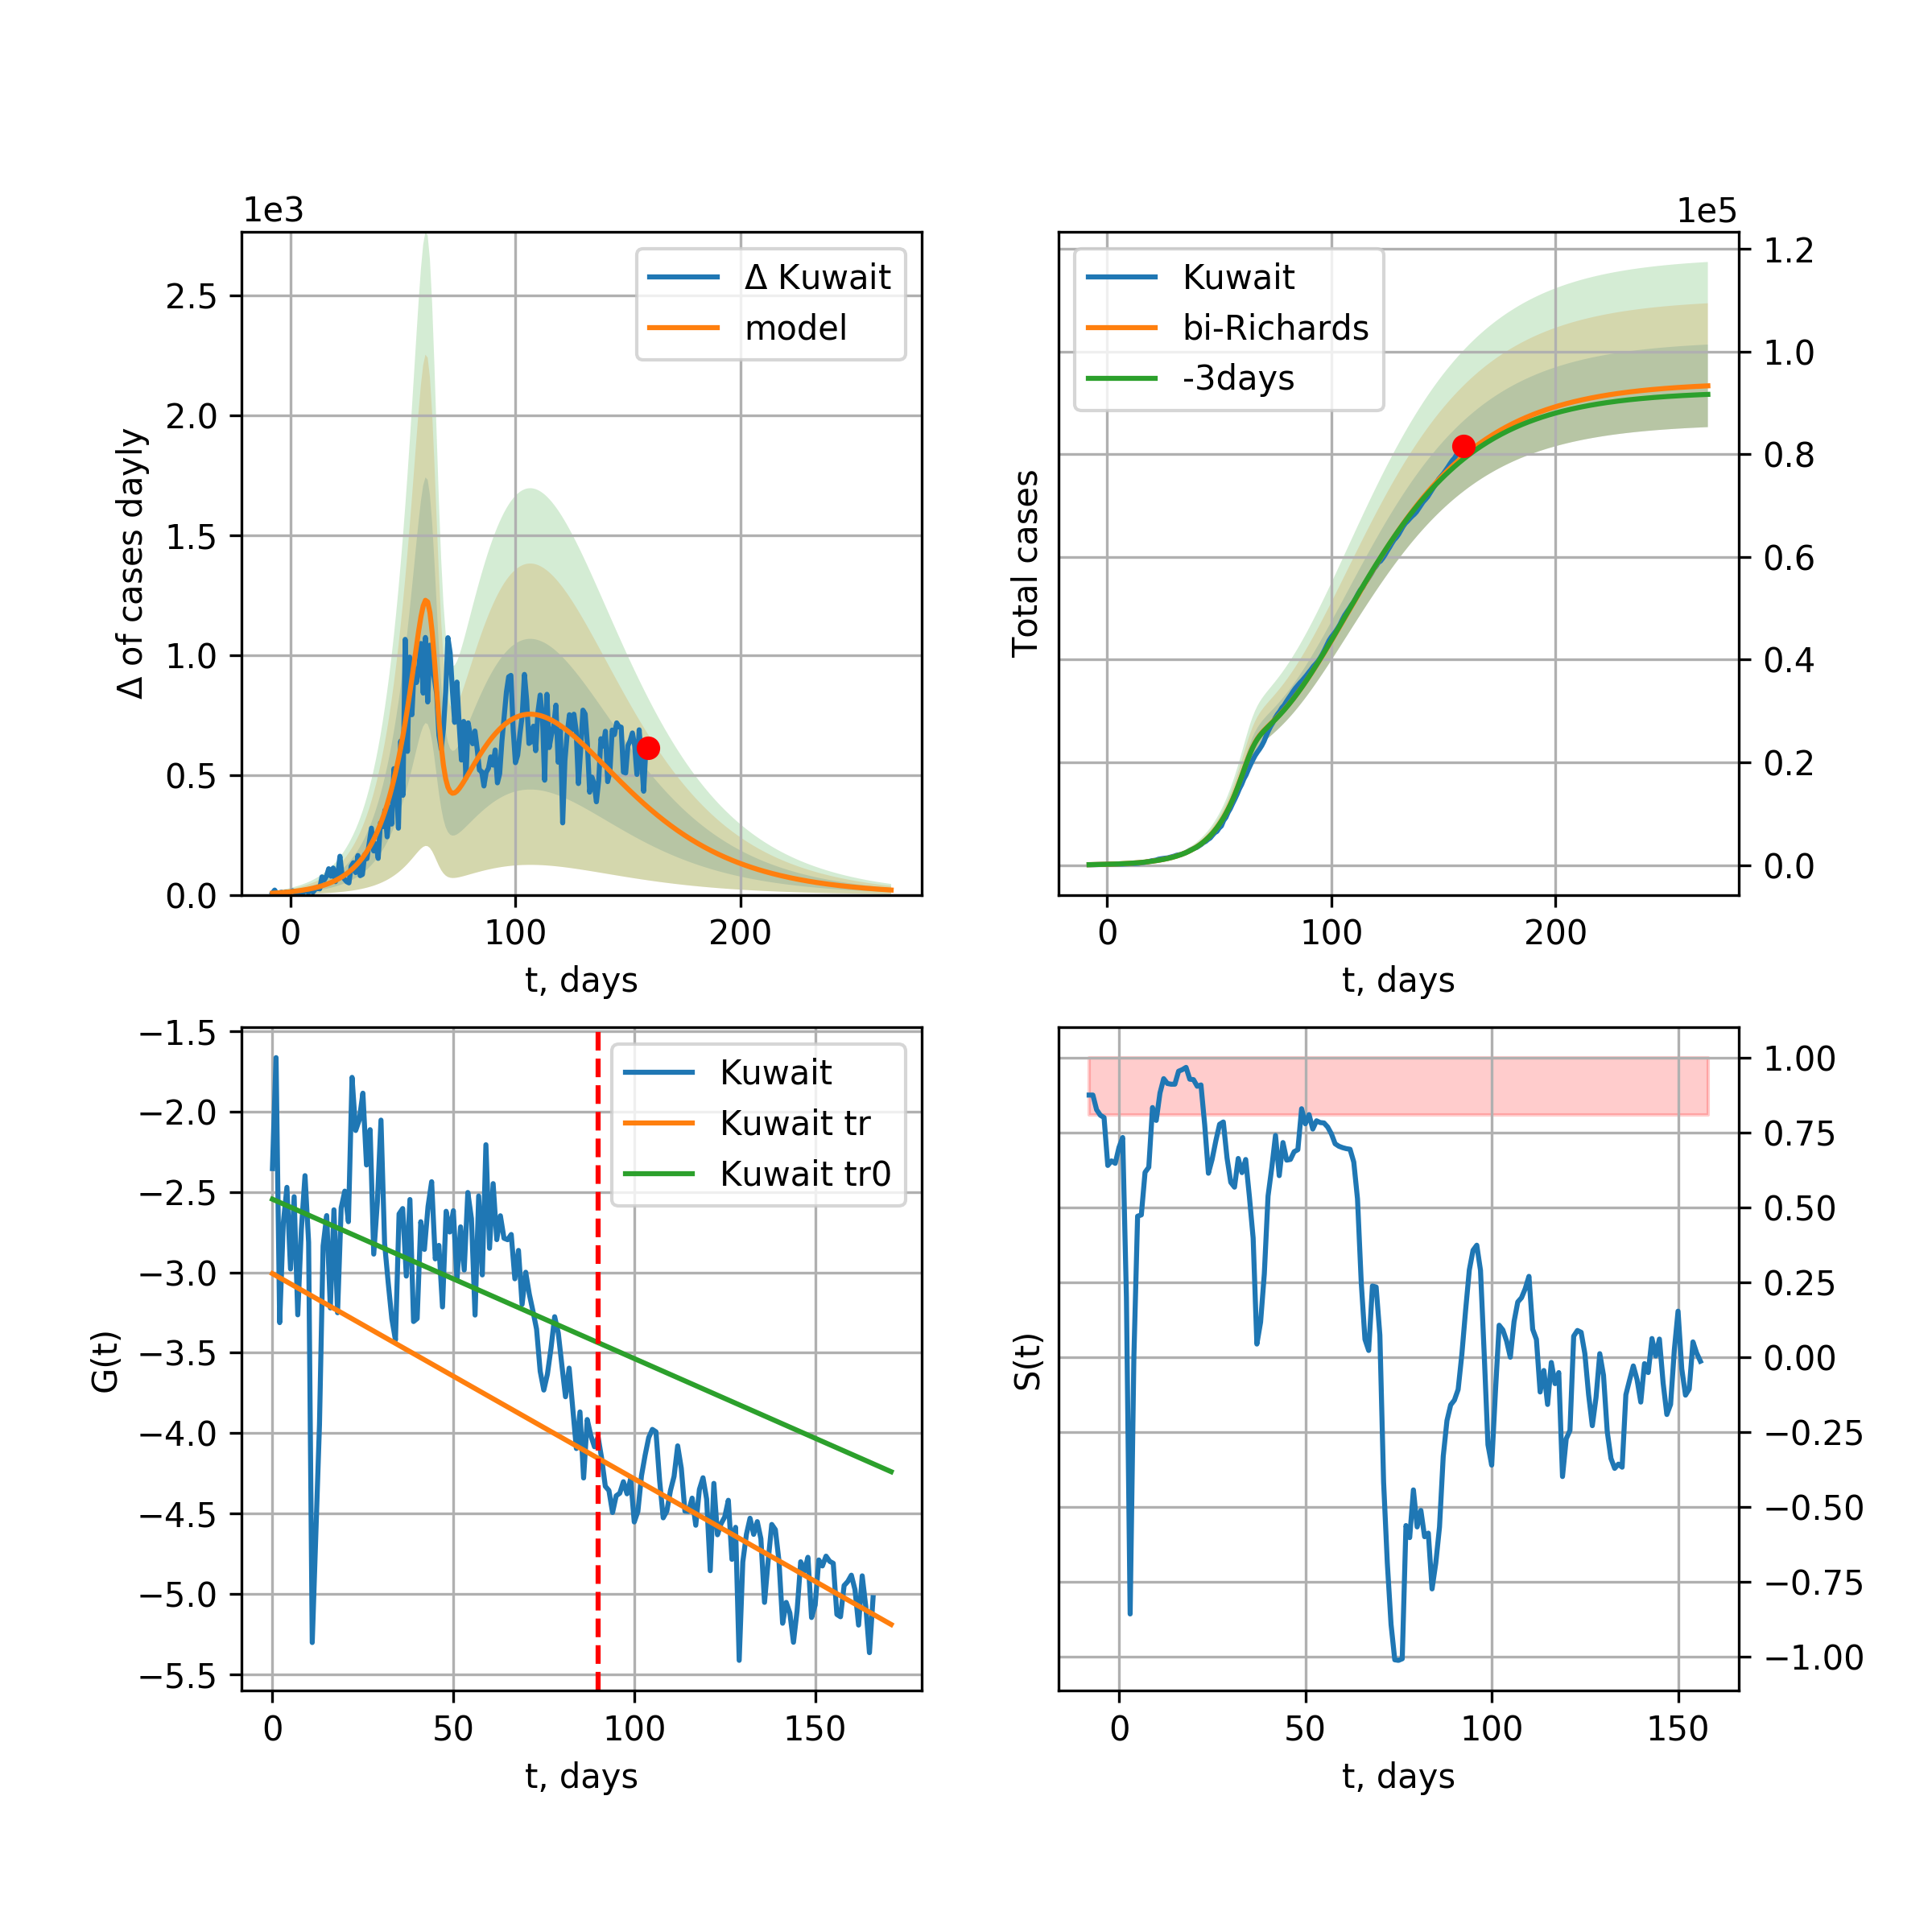 1e3
2.5
2.0
1.5
1.0
0.5
0.0
Δ of cases dayly
Δ Kuwait
model
0 100 200
t, days
1e5
1.2
1.0
0.8
0.6
0.4
0.2
0.0
Total cases
Kuwait
bi-Richards
-3days
0 100 200
t, days
−1.5
−2.0
−2.5
−3.0
−3.5
−4.0
−4.5
−5.0
−5.5
G(t)
Kuwait
Kuwait tr
Kuwait tr0
0 50 100 150
t, days
1.00
0.75
0.50
0.25
0.00
−0.25
−0.50
−0.75
−1.00
S(t)
0 50 100 150
t, days